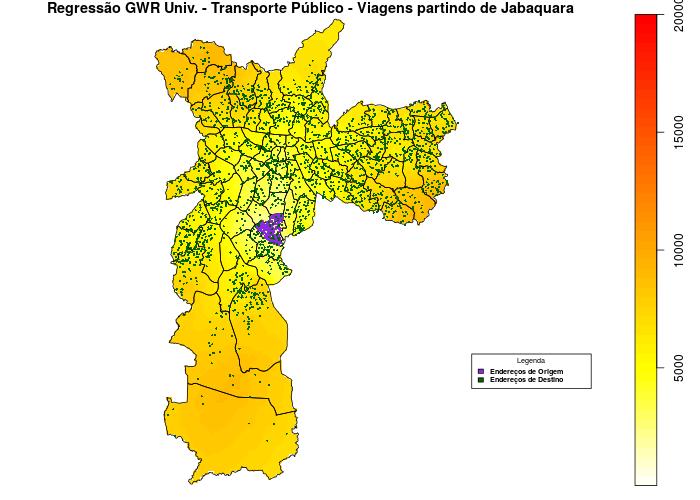 Regressão GWR Univ. - Transporte Público - Viagens partindo de Jabaquara
20000
15000
10000
5000
Legenda
Endereços de Origem
Endereços de Destino